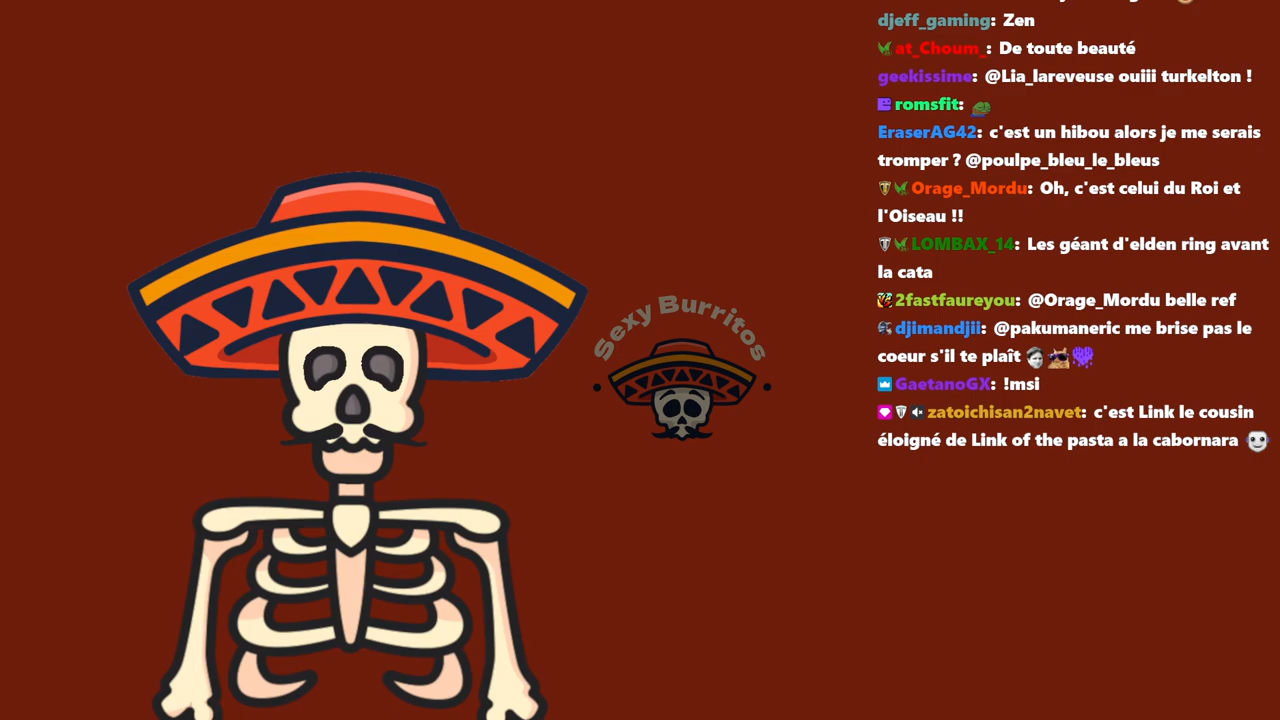 djeff_gaming: Zen
at_Choum_: De toute beauté
geekissime: @Lia_lareveuse ouiii turkelton !
romsfit:
EraserAG42: c'est un hibou alors je me serais
tromper ? @poulpe_bleu_le_bleus
Orage_Mordu: Oh, c'est celui du Roi et
l'Oiseau !!
LOMBAX_14: Les géant d'elden ring avant
la cata
2fastfaureyou: @Orage_Mordu belle ref
djimandjii: @pakumaneric me brise pas le
coeur s'il te plaît
GaetanoGX: !msi
zatoichisan2navet: c'est Link le cousin
éloigné de Link of the pasta a la cabornara
Sexy Burritos